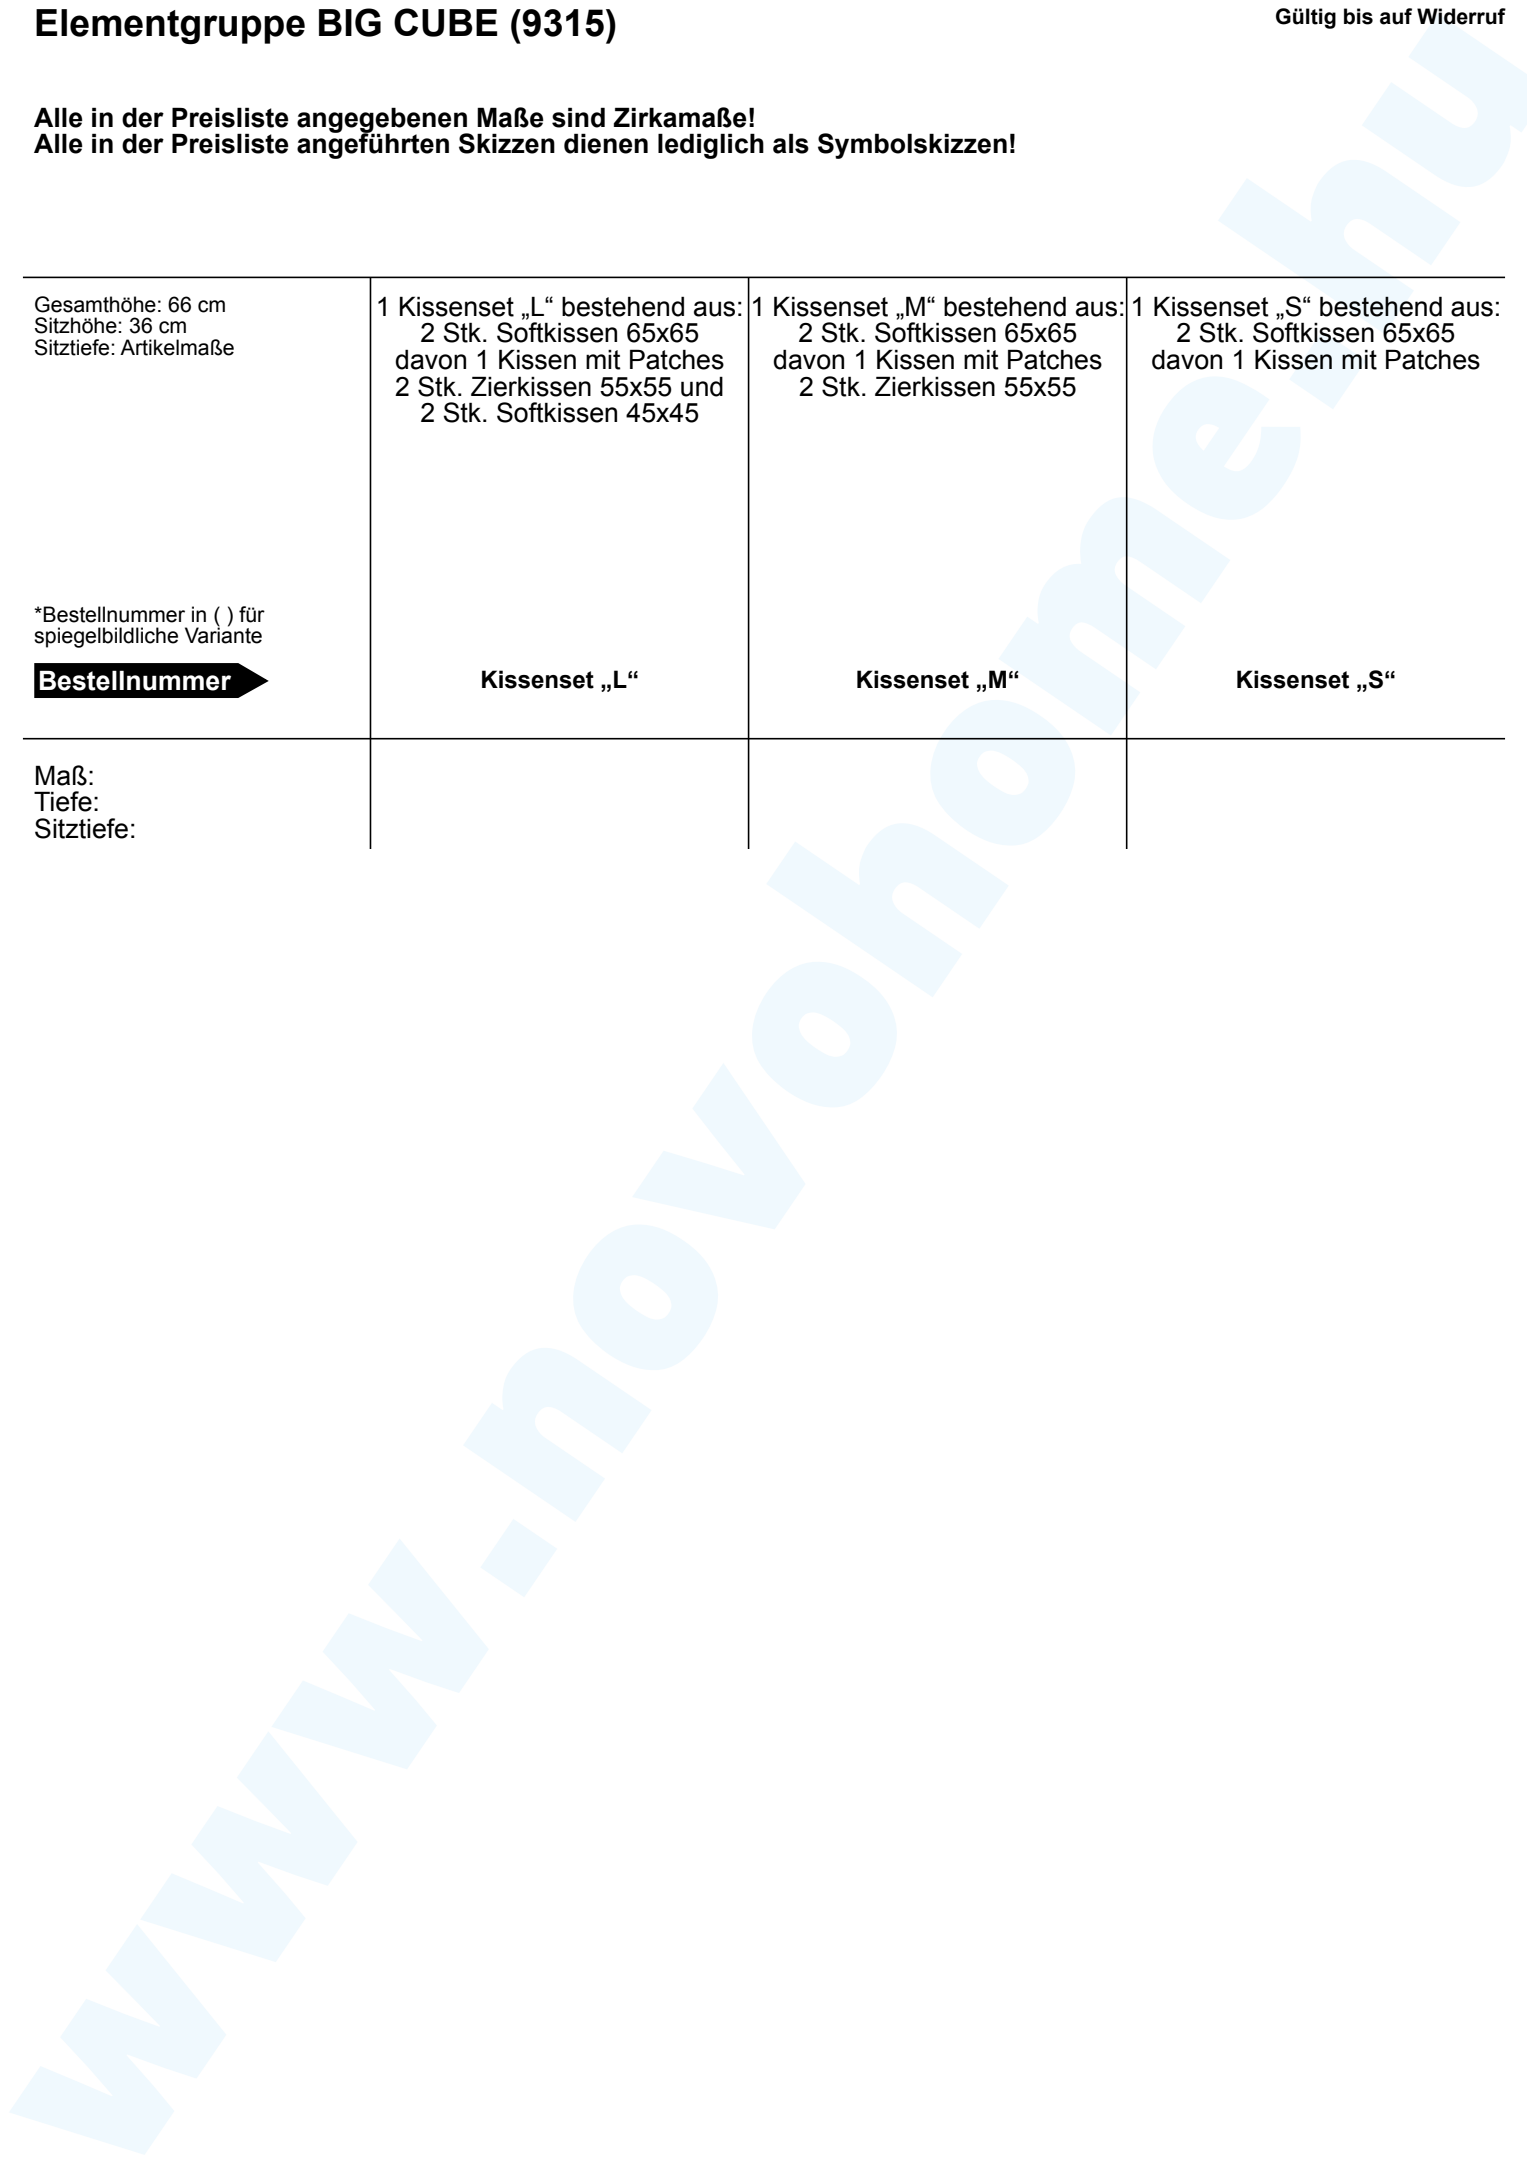 Elementgruppe BIG CUBE (9315)
Gültig bis auf Widerruf
Alle in der Preisliste angegebenen Maße sind Zirkamaße!
Alle in der Preisliste angeführten Skizzen dienen lediglich als Symbolskizzen!
Gesamthöhe: 66 cm
Sitzhöhe: 36 cm
Sitztiefe: Artikelmaße
*Bestellnummer in ( ) für
spiegelbildliche Variante
Bestellnummer
1 Kissenset „L“ bestehend aus:
2 Stk. Softkissen 65x65
davon 1 Kissen mit Patches
2 Stk. Zierkissen 55x55 und
2 Stk. Softkissen 45x45
Kissenset „L“
1 Kissenset „M“ bestehend aus:
2 Stk. Softkissen 65x65
davon 1 Kissen mit Patches
2 Stk. Zierkissen 55x55
Kissenset „M“
1 Kissenset „S“ bestehend aus:
2 Stk. Softkissen 65x65
davon 1 Kissen mit Patches
Kissenset „S“
Maß:
Tiefe:
Sitztiefe:
www.novohome.hu